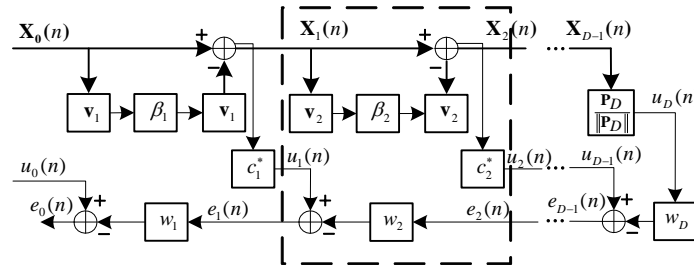 X₀(n) X₁(n) X₂(n) ••• X_{D−1}(n)
+ − + −
v₁ β₁ v₁ v₂ β₂ v₂ P_D / ‖P_D‖ u_D(n
u₀(n) c₁* u₁(n) c₂* u₂(n) ••• u_{D−1}(n)
+ + +
e₀(n) − w₁ e₁(n) − w₂ e₂(n) ••• e_{D−1}(n) − w_D